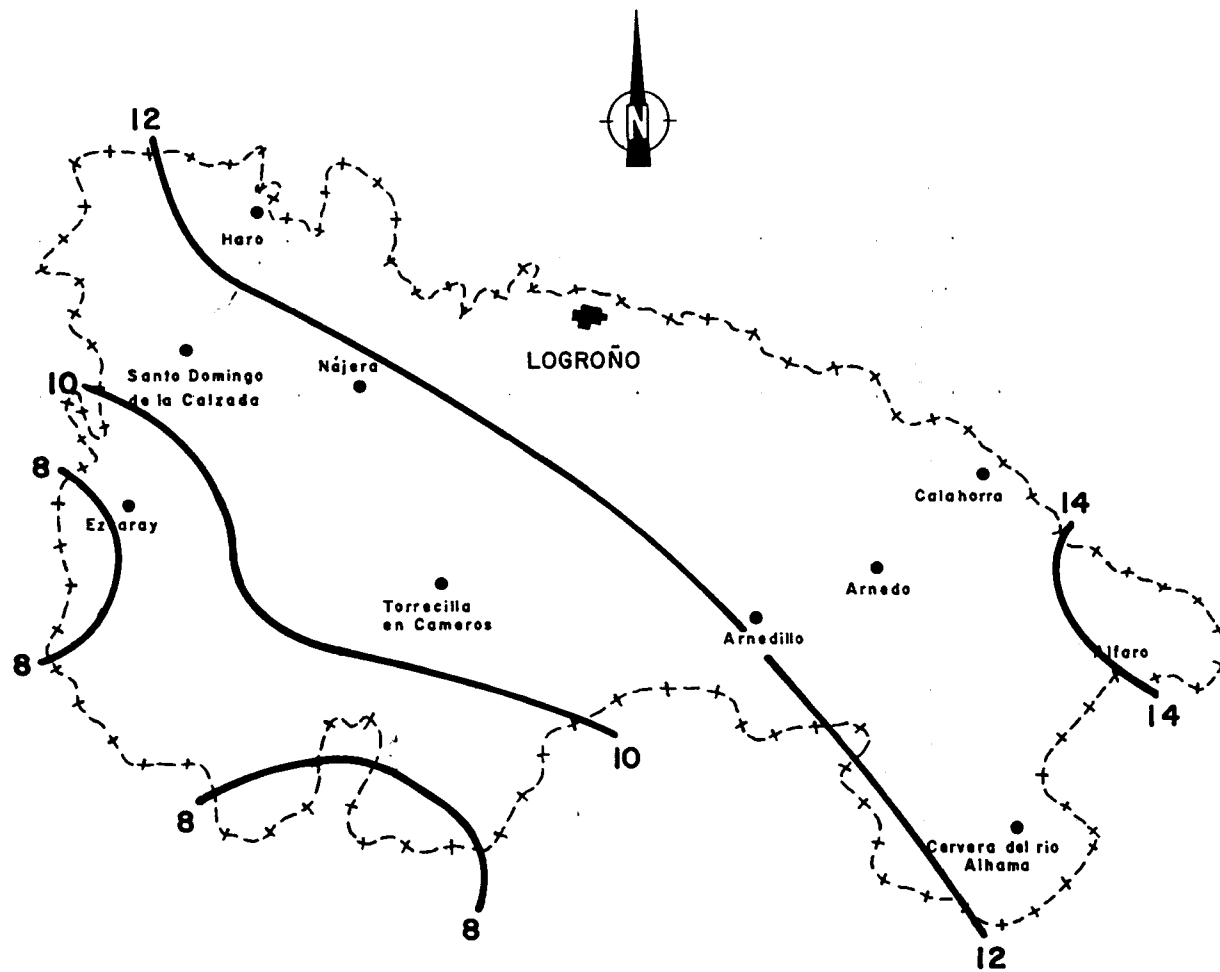 N
12
Haro
LOGROÑO
Nájera
Santo Domingo
de la Calzada
10
8
Ezcaray
Calahorra
14
Arnedo
Torrecilla
en Cameros
Arnedillo
Alfaro
8
14
10
8
Cervera del rio
Alhama
8
12